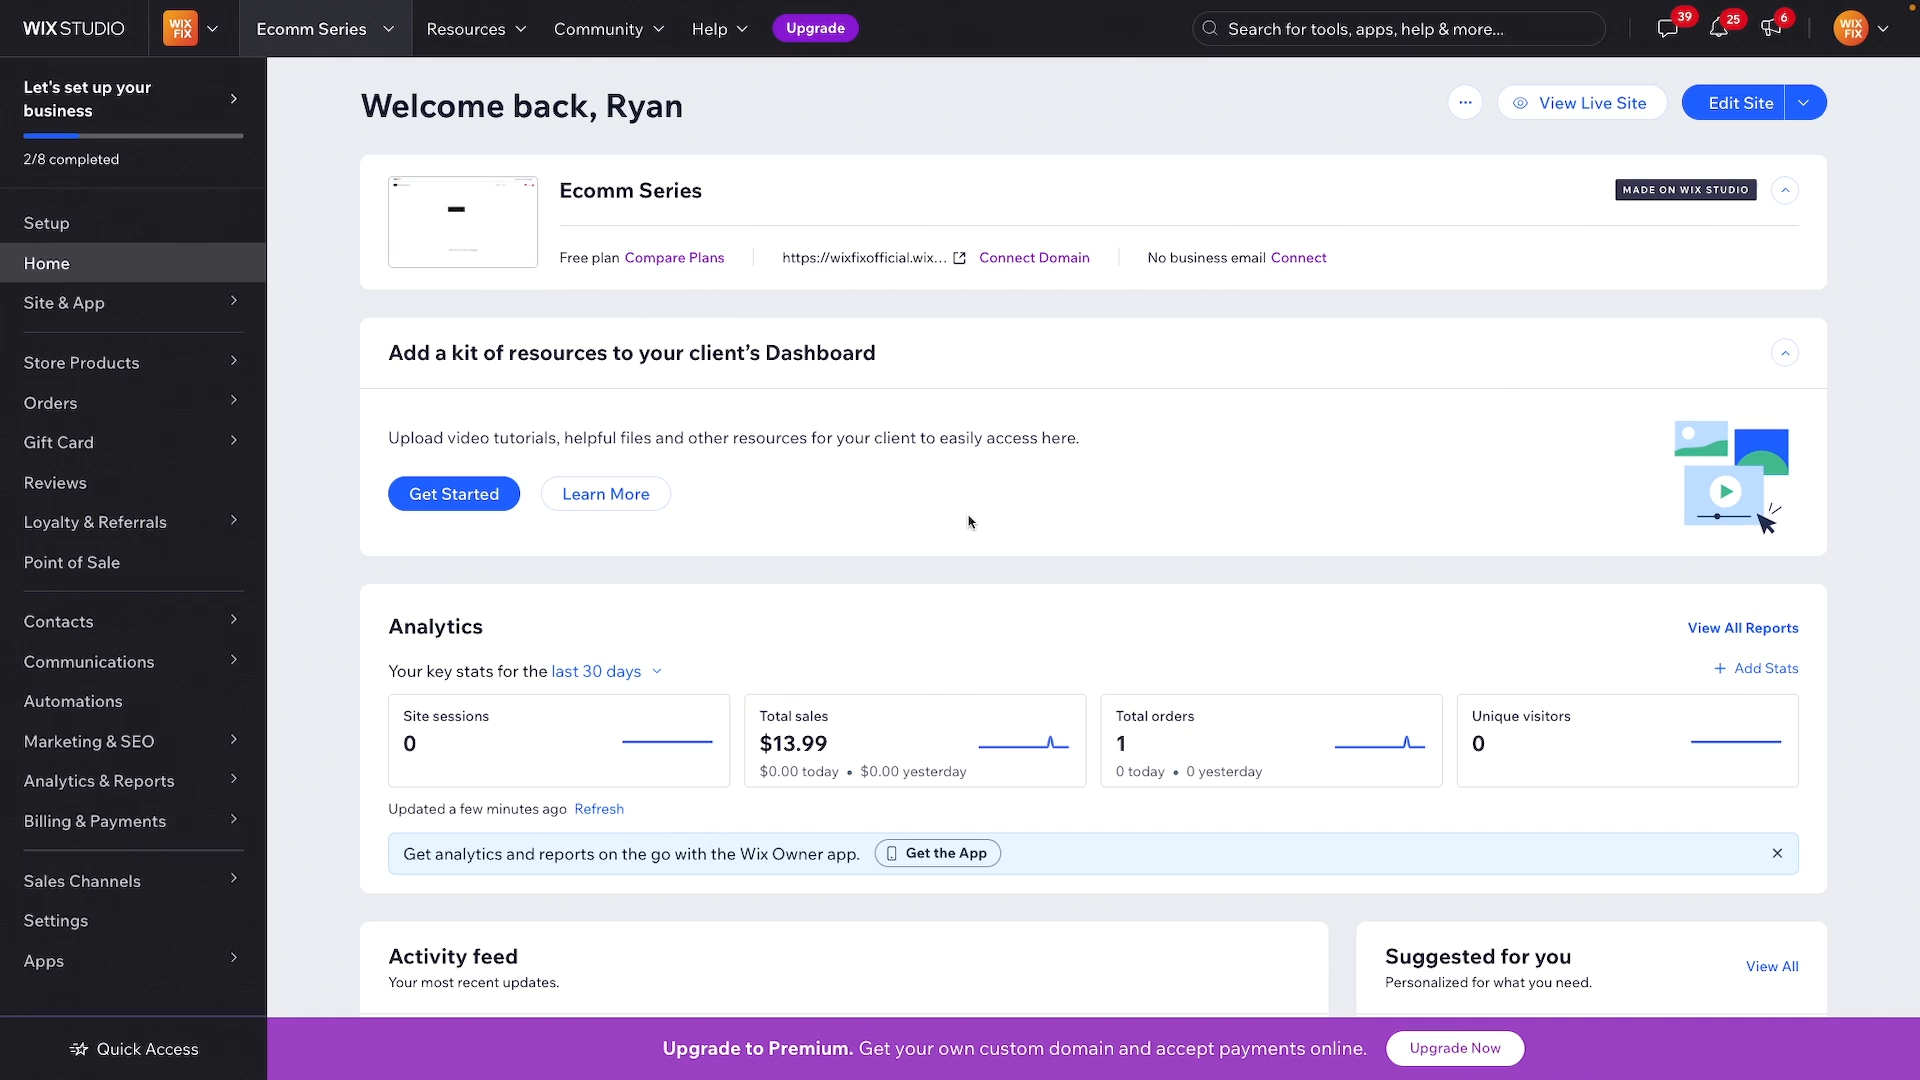 WIX STUDIO
WIX
FIX
Ecomm Series
Resources
Community
Help
Upgrade
Search for tools, apps, help & more...
39
25
6
WIX
FIX
Let's set up your
business
2/8 completed
Setup
Home
Site & App
Store Products
Orders
Gift Card
Reviews
Loyalty & Referrals
Point of Sale
Contacts
Communications
Automations
Marketing & SEO
Analytics & Reports
Billing & Payments
Sales Channels
Settings
Apps
Quick Access
Welcome back, Ryan
View Live Site
Edit Site
Ecomm Series
MADE ON WIX STUDIO
Free plan Compare Plans
https://wixfixofficial.wix... Connect Domain
No business email Connect
Add a kit of resources to your client’s Dashboard
Upload video tutorials, helpful files and other resources for your client to easily access here.
Get Started
Learn More
Analytics
View All Reports
Your key stats for the last 30 days
+ Add Stats
Site sessions
0
Total sales
$13.99
$0.00 today • $0.00 yesterday
Total orders
1
0 today • 0 yesterday
Unique visitors
0
Updated a few minutes ago Refresh
Get analytics and reports on the go with the Wix Owner app. Get the App
Activity feed
Your most recent updates.
Suggested for you
Personalized for what you need.
View All
Upgrade to Premium. Get your own custom domain and accept payments online. Upgrade Now